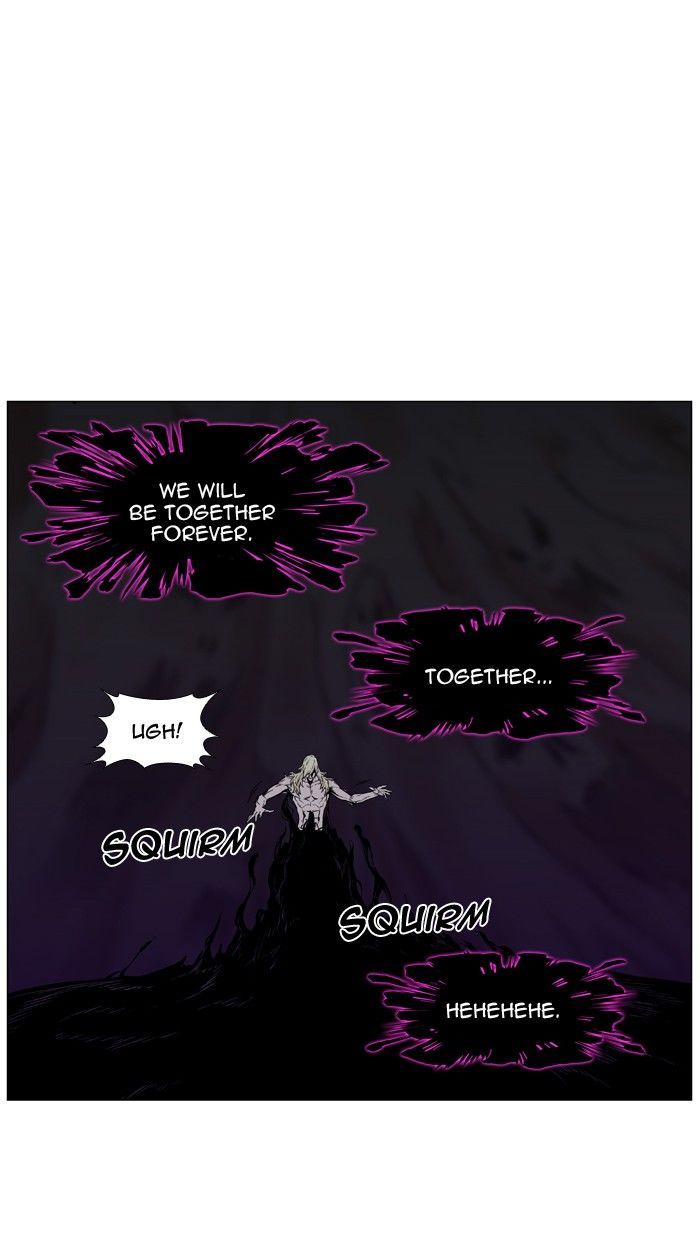 WE WILL
BE TOGETHER
FOREVER.
TOGETHER...
UGH!
SQUIRM
SQUIRM
HEHEHEHE.